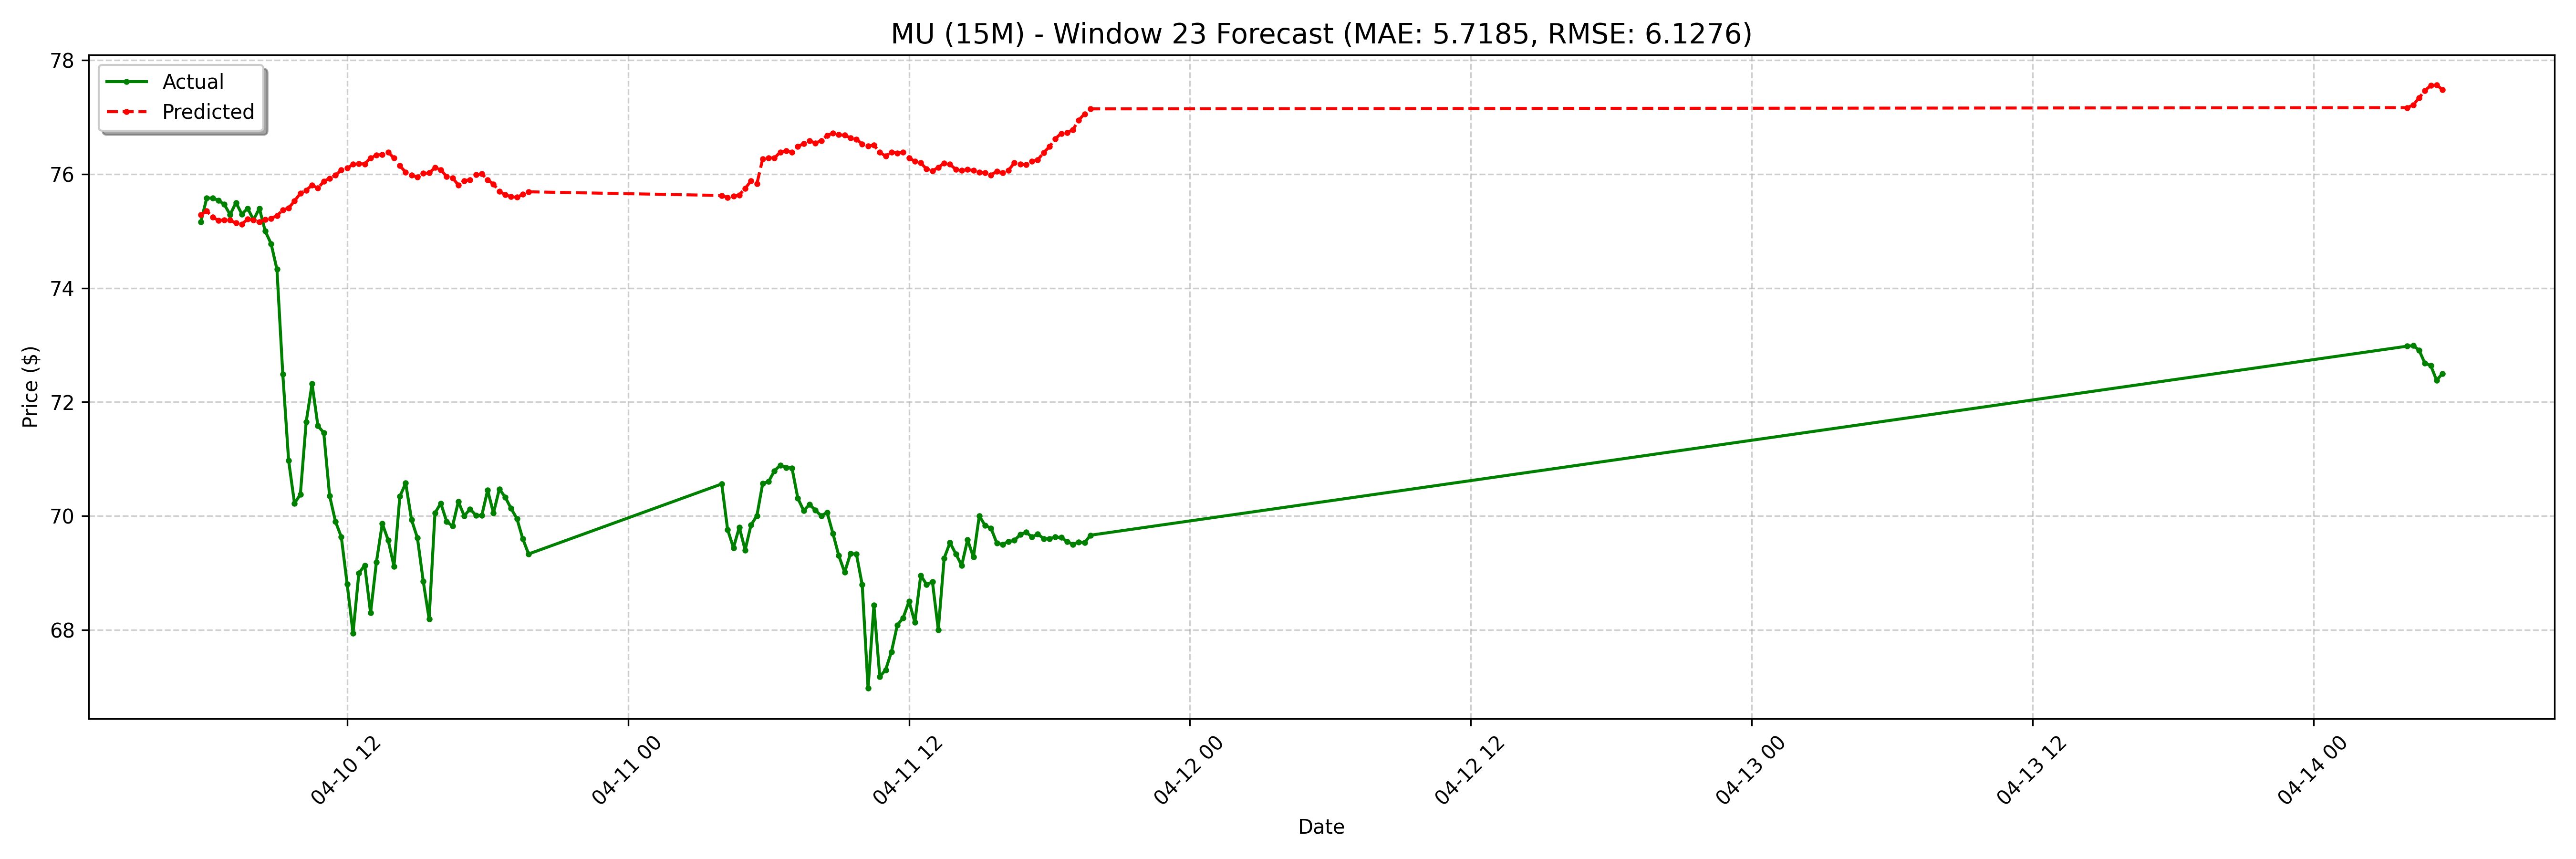 MU (15M) - Window 23 Forecast (MAE: 5.7185, RMSE: 6.1276)
Actual
Predicted
Price ($)
78
76
74
72
70
68
04-10 12
04-11 00
04-11 12
04-12 00
04-12 12
04-13 00
04-13 12
04-14 00
Date